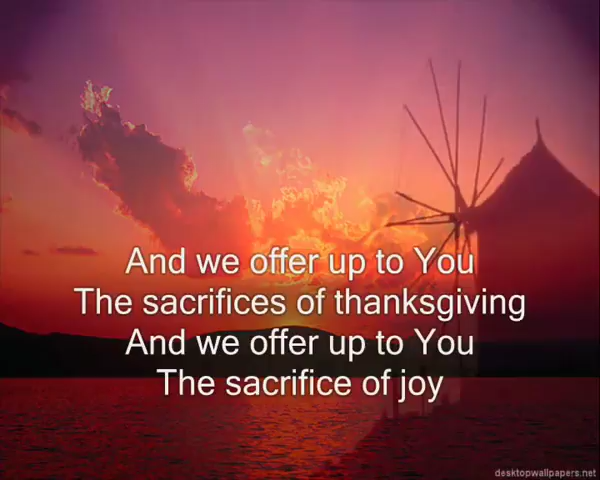 And we offer up to You
The sacrifices of thanksgiving
And we offer up to You
The sacrifice of joy
desktopwallpapers.net